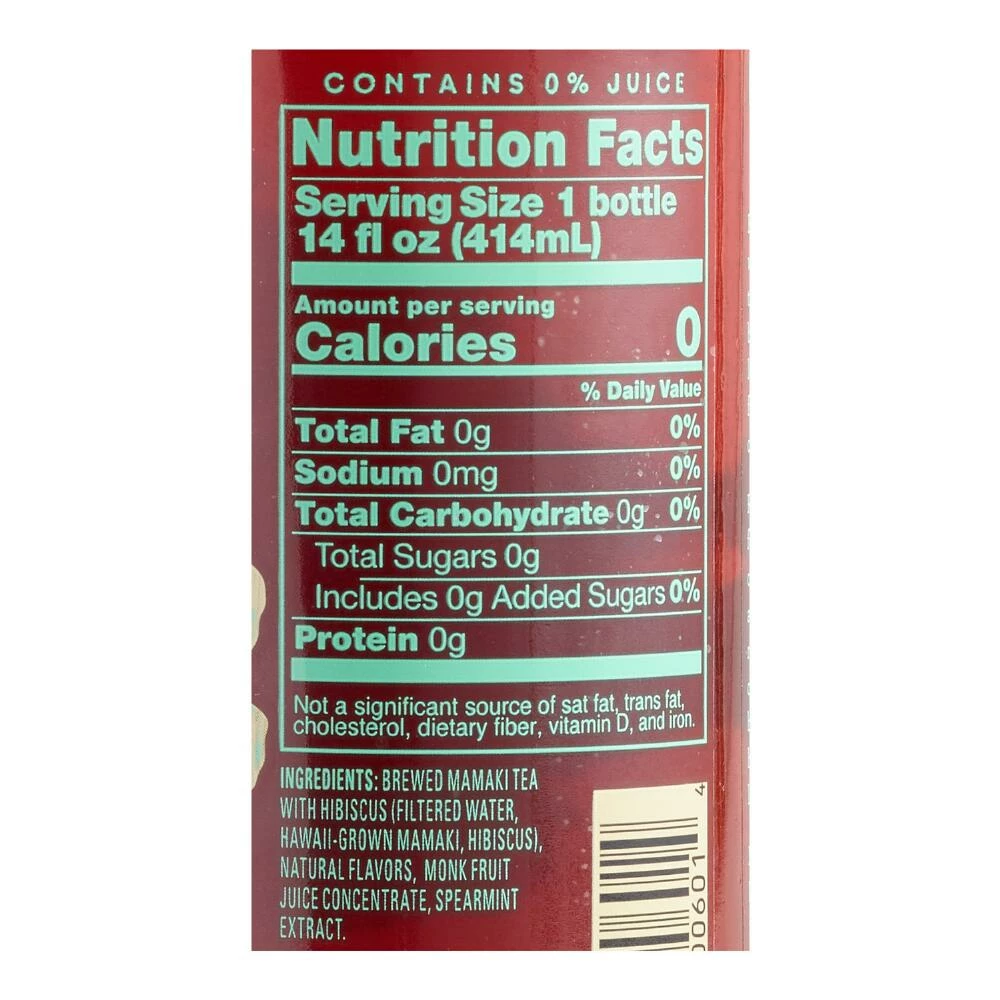 CONTAINS 0% JUICE
Nutrition Facts
Serving Size 1 bottle
14 fl oz (414mL)
Amount per serving
Calories 0
% Daily Value
Total Fat 0g 0%
Sodium 0mg 0%
Total Carbohydrate 0g 0%
Total Sugars 0g
Includes 0g Added Sugars 0%
Protein 0g
Not a significant source of sat fat, trans fat,
cholesterol, dietary fiber, vitamin D, and iron.
INGREDIENTS: BREWED MAMAKI TEA
WITH HIBISCUS (FILTERED WATER,
HAWAII-GROWN MAMAKI, HIBISCUS),
NATURAL FLAVORS, MONK FRUIT
JUICE CONCENTRATE, SPEARMINT
EXTRACT.
00601 4